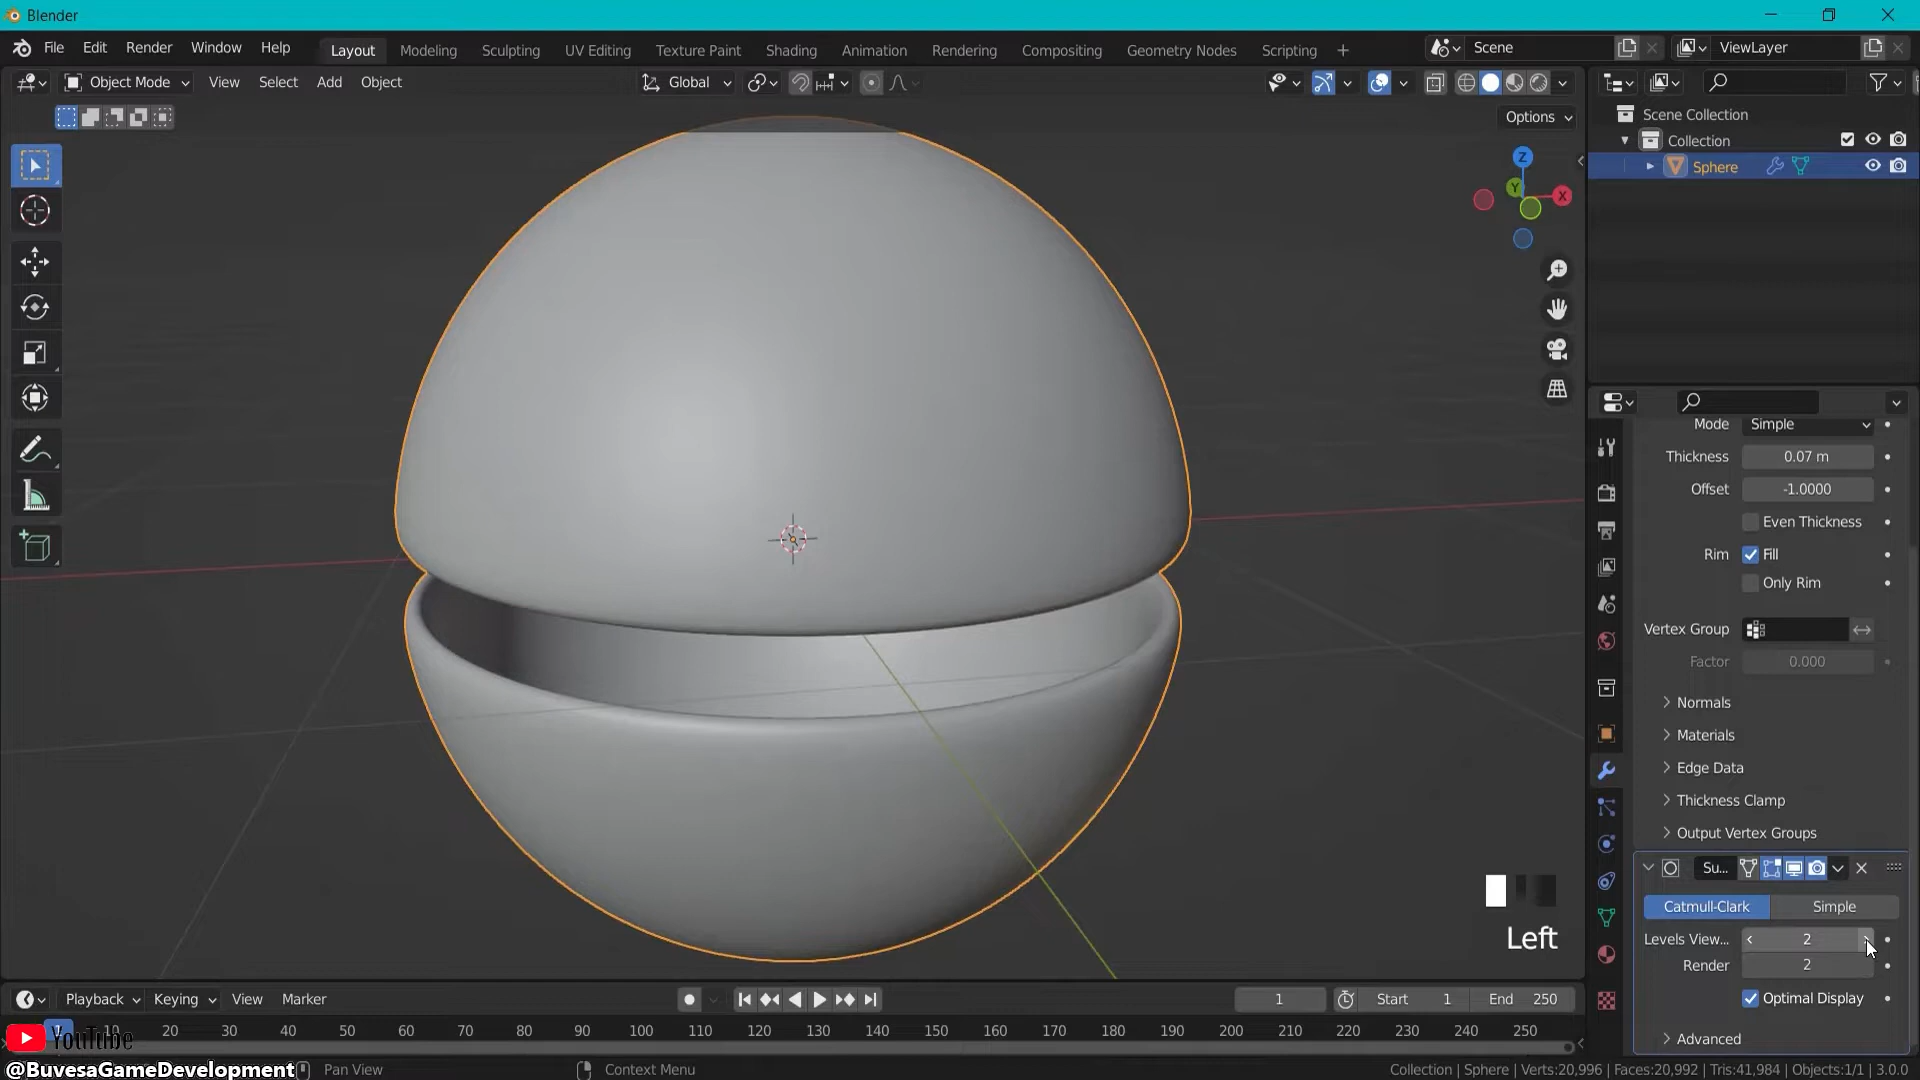 Blender
File Edit Render Window Help Layout Modeling Sculpting UV Editing Texture Paint Shading Animation Rendering Compositing Geometry Nodes Scripting + Scene ViewLayer
Object Mode View Select Add Object Global
Options
Z
Y
X
Scene Collection
Collection
Sphere
Mode Simple
Thickness 0.07 m
Offset -1.0000
Even Thickness
Rim Fill
Only Rim
Vertex Group
Factor 0.000
Normals
Materials
Edge Data
Thickness Clamp
Output Vertex Groups
Su...
Catmull-Clark Simple
Levels View... 2
Render 2
Optimal Display
Advanced
Left
Playback Keying View Marker 1 Start 1 End 250
10 20 30 40 50 60 70 80 90 100 110 120 130 140 150 160 170 180 190 200 210 220 230 240 250
YouTube
@BuvesaGameDevelopment Pan View Context Menu Collection | Sphere | Verts:20,996 | Faces:20,992 | Tris:41,984 | Objects:1/1 | 3.0.0